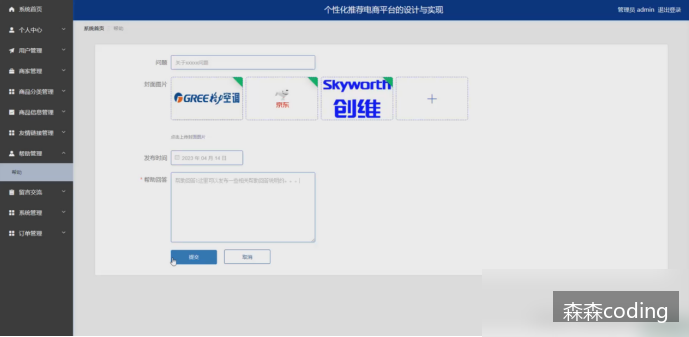 系统首页
个性化推荐电商平台的设计与实现
管理员 admin 退出登录
个人中心
系统首页 帮助
用户管理
商家管理
商品分类管理
商品信息管理
友情链接管理
帮助管理
帮助
留言交流
系统管理
订单管理
问题
关于xxxx问题
封面图片
GREE格力空调
京东
Skyworth
创维
点击上传封面图片
发布时间
2023 年 04 月 14 日
* 帮助回答
提交
取消
森森coding